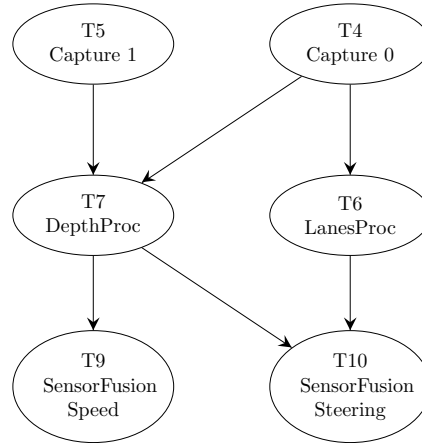 T5
Capture 1
T4
Capture 0
T7
DepthProc
T6
LanesProc
T9
SensorFusion
Speed
T10
SensorFusion
Steering